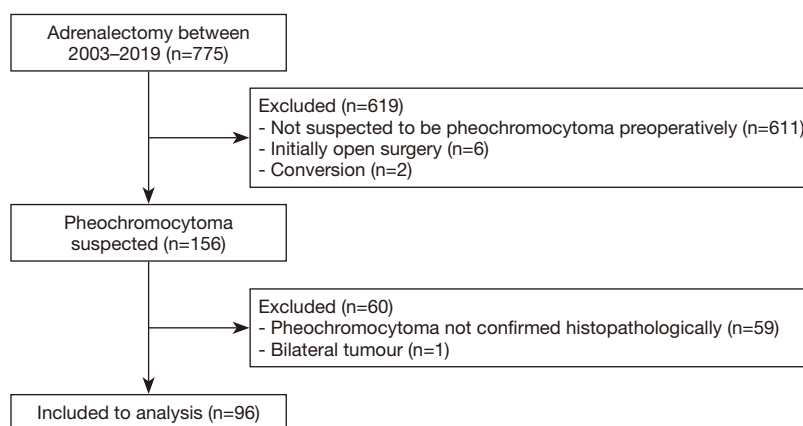 Adrenalectomy between
2003–2019 (n=775)
Excluded (n=619)
- Not suspected to be pheochromocytoma preoperatively (n=611)
- Initially open surgery (n=6)
- Conversion (n=2)
Pheochromocytoma
suspected (n=156)
Excluded (n=60)
- Pheochromocytoma not confirmed histopathologically (n=59)
- Bilateral tumour (n=1)
Included to analysis (n=96)